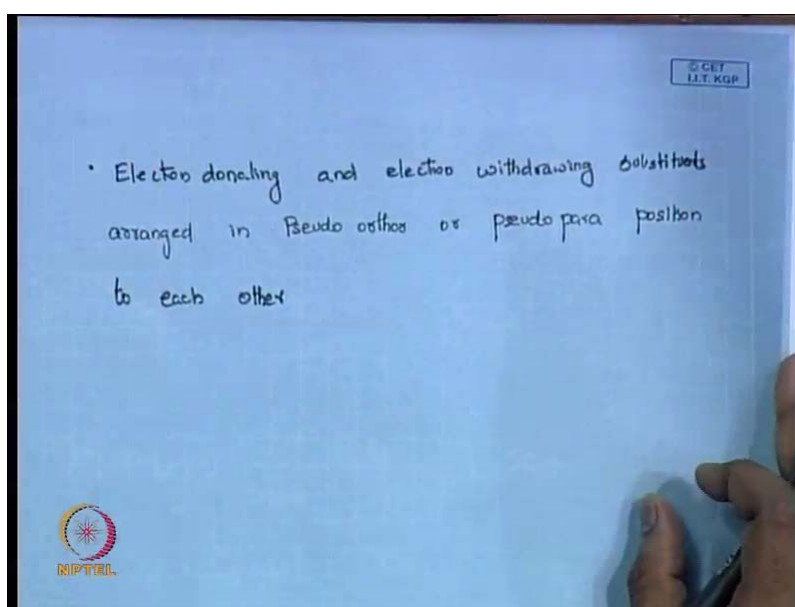 © CET
I.I.T. KGP
• Electron donating and electron withdrawing substituents
arranged in Pseudo orthor or pseudo para position
to each other
NPTEL